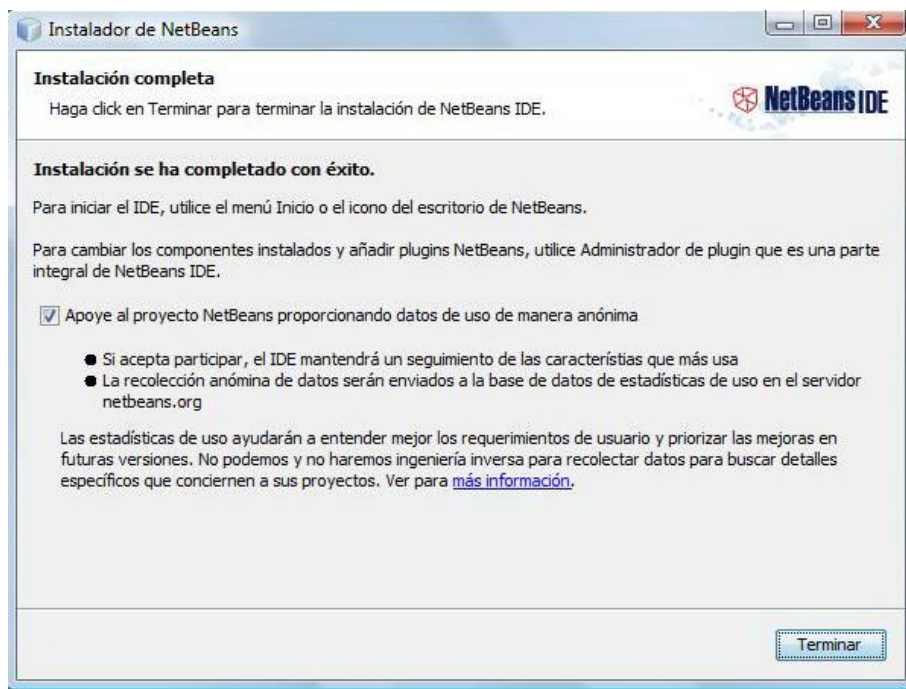 Instalador de NetBeans
Instalación completa
Haga click en Terminar para terminar la instalación de NetBeans IDE.
NetBeans IDE
Instalación se ha completado con éxito.
Para iniciar el IDE, utilice el menú Inicio o el icono del escritorio de NetBeans.
Para cambiar los componentes instalados y añadir plugins NetBeans, utilice Administrador de plugin que es una parte
integral de NetBeans IDE.
Apoye al proyecto NetBeans proporcionando datos de uso de manera anónima
● Si acepta participar, el IDE mantendrá un seguimiento de las característias que más usa
● La recolección anómina de datos serán enviados a la base de datos de estadísticas de uso en el servidor
netbeans.org
Las estadísticas de uso ayudarán a entender mejor los requerimientos de usuario y priorizar las mejoras en
futuras versiones. No podemos y no haremos ingeniería inversa para recolectar datos para buscar detalles
específicos que conciernen a sus proyectos. Ver para más información.
Terminar